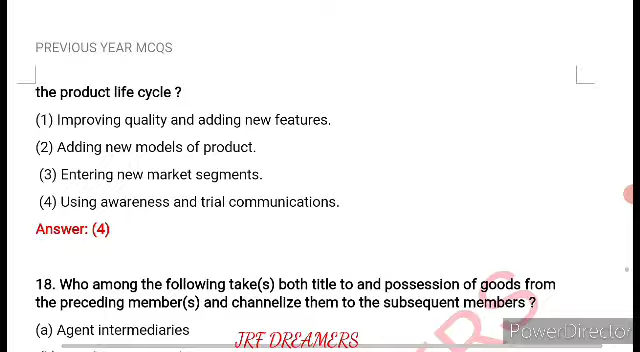 PREVIOUS YEAR MCQS
the product life cycle ?
(1) Improving quality and adding new features.
(2) Adding new models of product.
(3) Entering new market segments.
(4) Using awareness and trial communications.
Answer: (4)
18. Who among the following take(s) both title to and possession of goods from
the preceding member(s) and channelize them to the subsequent members ?
(a) Agent intermediaries
JRF DREAMERS
PowerDirector